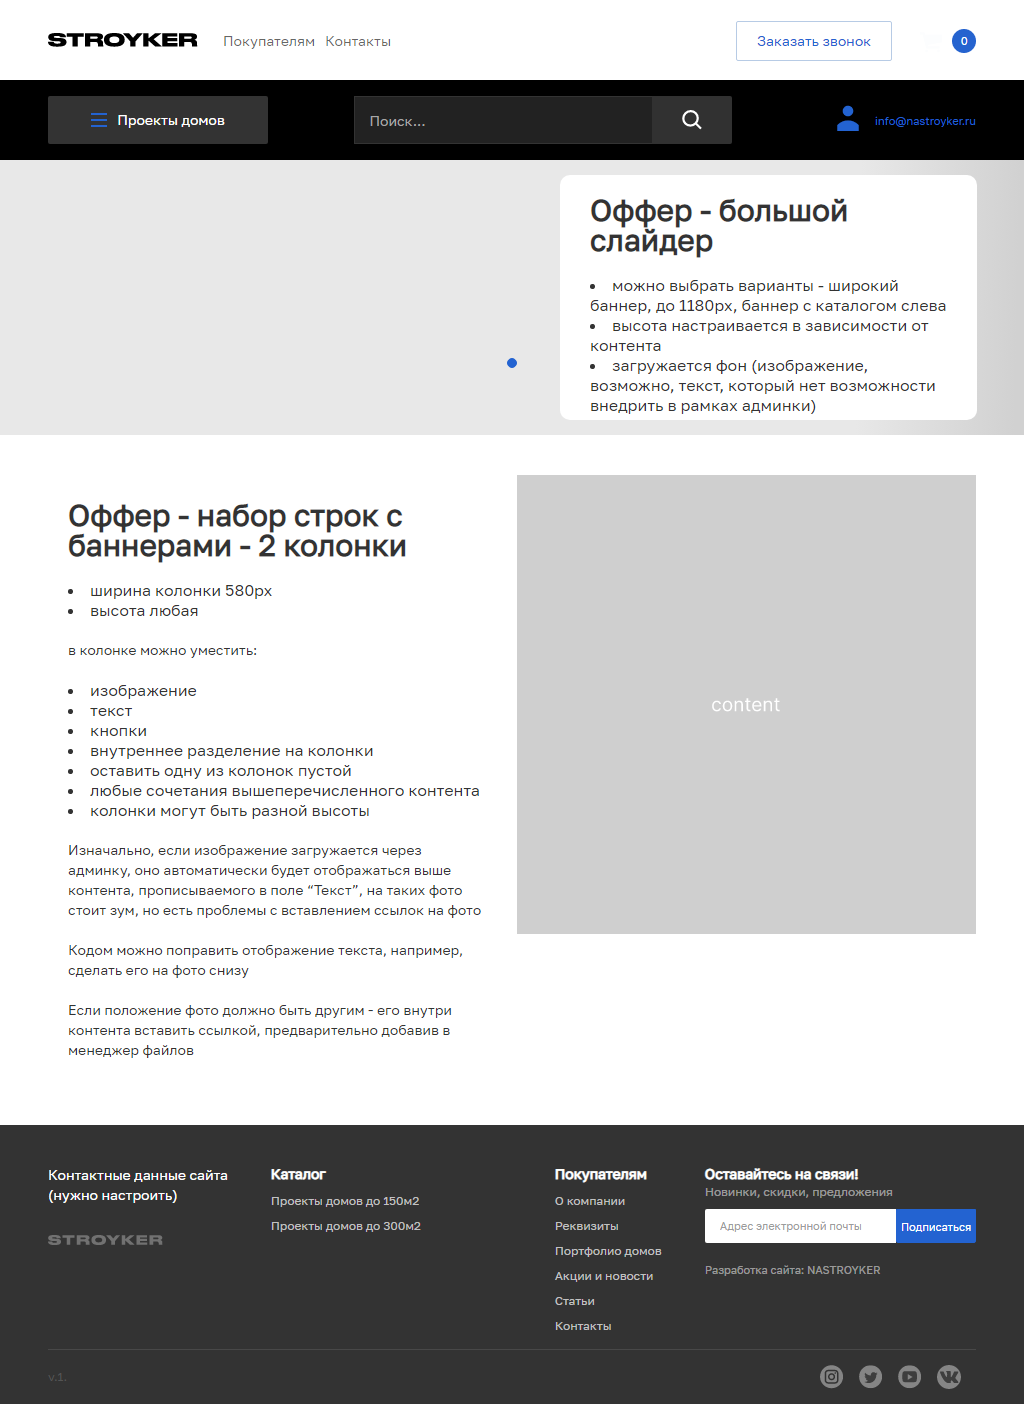 STROYKER
Покупателям Контакты
Заказать звонок
0
Проекты домов
Поиск...
info@nastroyker.ru
Оффер - большой
слайдер
можно выбрать варианты - широкий
баннер, до 1180px, баннер с каталогом слева
высота настраивается в зависимости от
контента
загружается фон (изображение,
возможно, текст, который нет возможности
внедрить в рамках админки)
Оффер - набор строк с
баннерами - 2 колонки
ширина колонки 580px
высота любая
в колонке можно уместить:
изображение
текст
кнопки
внутреннее разделение на колонки
оставить одну из колонок пустой
любые сочетания вышеперечисленного контента
колонки могут быть разной высоты
Изначально, если изображение загружается через
админку, оно автоматически будет отображаться выше
контента, прописываемого в поле “Текст”, на таких фото
стоит зум, но есть проблемы с вставлением ссылок на фото
Кодом можно поправить отображение текста, например,
сделать его на фото снизу
Если положение фото должно быть другим - его внутри
контента вставить ссылкой, предварительно добавив в
менеджер файлов
content
Контактные данные сайта
(нужно настроить)
STROYKER
Каталог
Проекты домов до 150м2
Проекты домов до 300м2
Покупателям
О компании
Реквизиты
Портфолио домов
Акции и новости
Статьи
Контакты
Оставайтесь на связи!
Новинки, скидки, предложения
Адрес электронной почты
Подписаться
Разработка сайта: NASTROYKER
v.1.